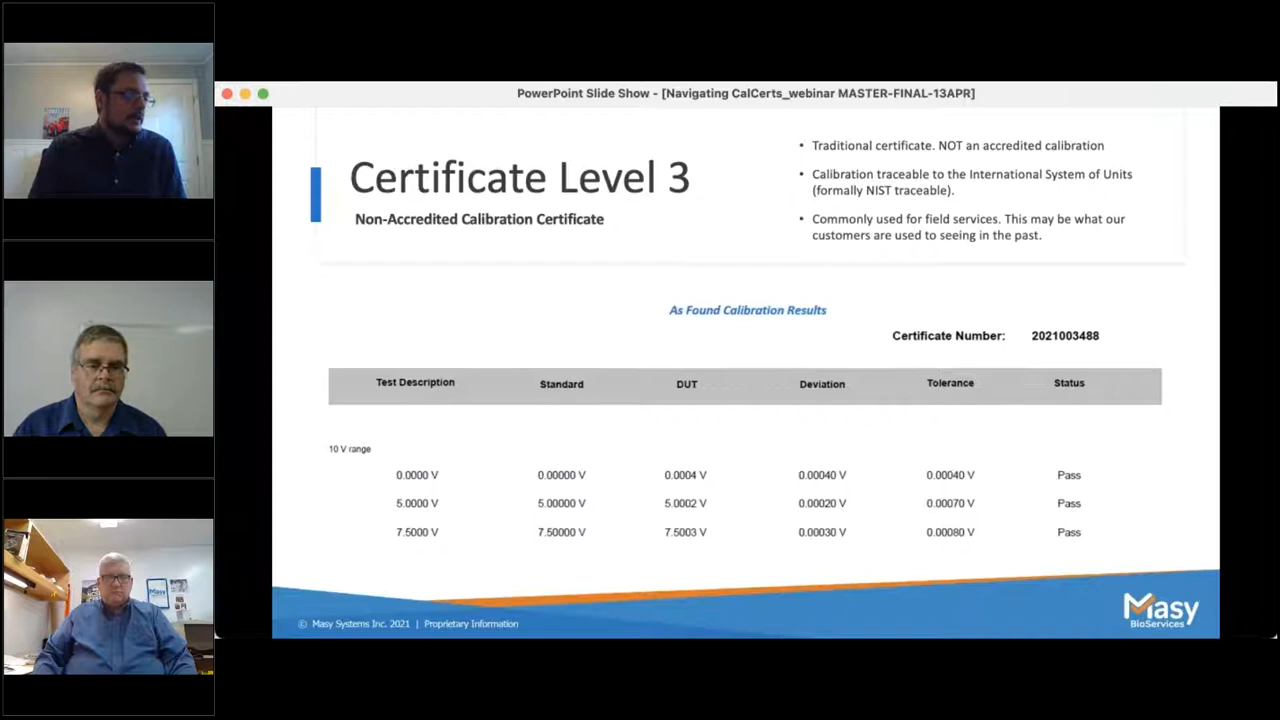 PowerPoint Slide Show - [Navigating CalCerts_webinar MASTER-FINAL-13APR]
Certificate Level 3
Non-Accredited Calibration Certificate
• Traditional certificate. NOT an accredited calibration
• Calibration traceable to the International System of Units
(formally NIST traceable).
• Commonly used for field services. This may be what our
customers are used to seeing in the past.
As Found Calibration Results
Certificate Number: 2021003488
Test Description Standard DUT Deviation Tolerance Status
10 V range
0.0000 V 0.00000 V 0.0004 V 0.00040 V 0.00040 V Pass
5.0000 V 5.00000 V 5.0002 V 0.00020 V 0.00070 V Pass
7.5000 V 7.50000 V 7.5003 V 0.00030 V 0.00080 V Pass
© Masy Systems Inc. 2021 | Proprietary Information
Masy
BioServices
Masy